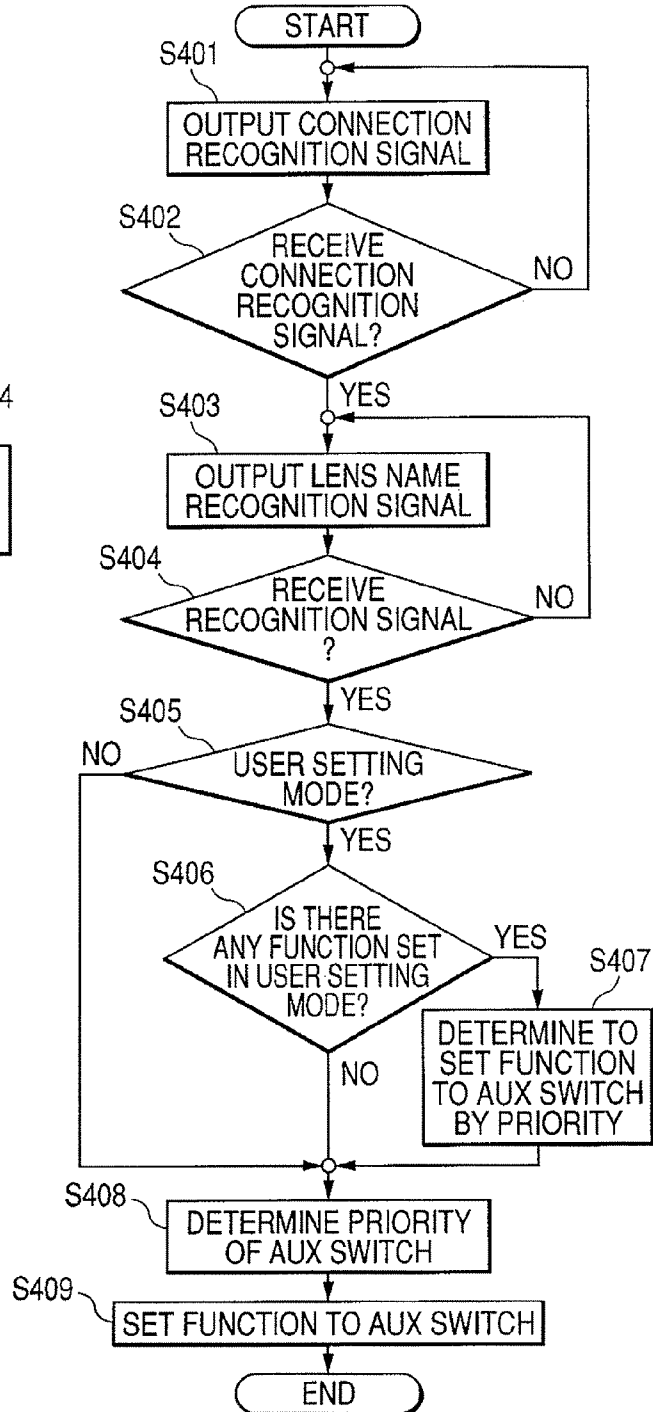 START
S401
OUTPUT CONNECTION
RECOGNITION SIGNAL
S402
RECEIVE
CONNECTION
RECOGNITION
SIGNAL?
NO
YES
4
S403
OUTPUT LENS NAME
RECOGNITION SIGNAL
S404
RECEIVE
RECOGNITION SIGNAL
?
NO
YES
S405
NO
USER SETTING
MODE?
YES
S406
IS THERE
ANY FUNCTION SET
IN USER SETTING
MODE?
YES
NO
S407
DETERMINE TO
SET FUNCTION
TO AUX SWITCH
BY PRIORITY
S408
DETERMINE PRIORITY
OF AUX SWITCH
S409
SET FUNCTION TO AUX SWITCH
END